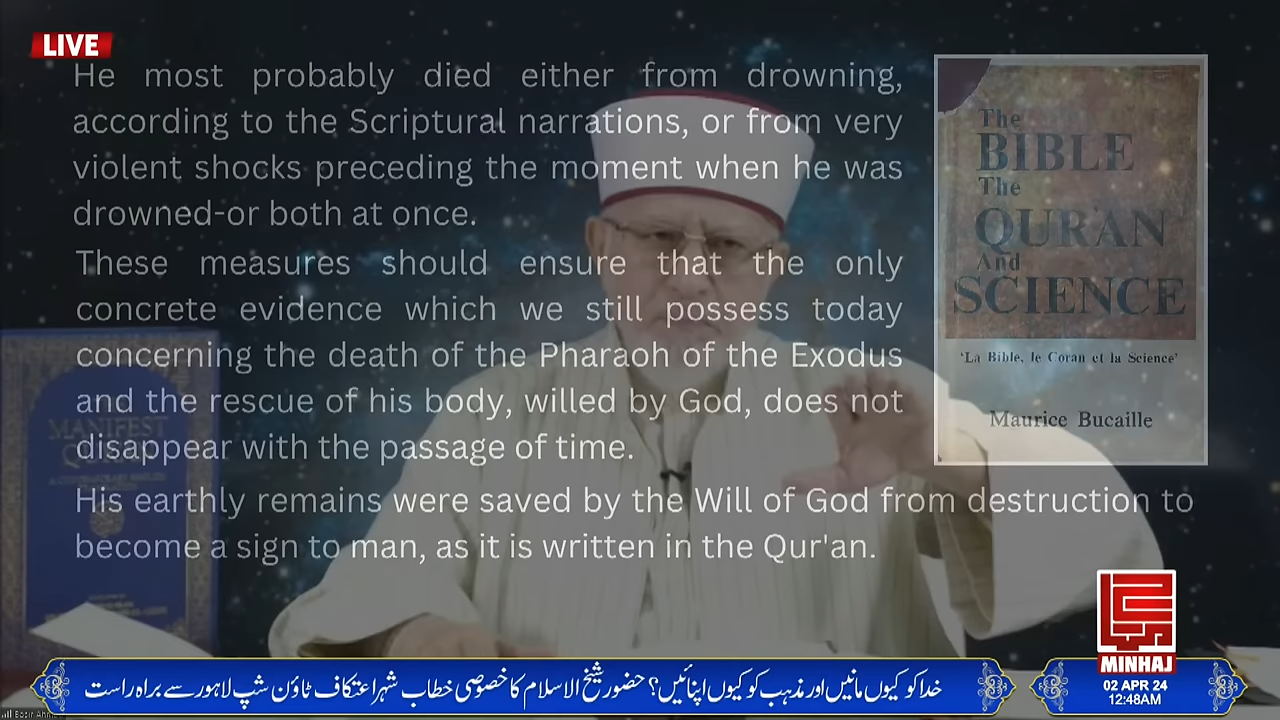 LIVE
He most probably died either from drowning,
according to the Scriptural narrations, or from very
violent shocks preceding the moment when he was
drowned-or both at once.
These measures should ensure that the only
concrete evidence which we still possess today
concerning the death of the Pharaoh of the Exodus
and the rescue of his body, willed by God, does not
disappear with the passage of time.
His earthly remains were saved by the Will of God from destruction to
become a sign to man, as it is written in the Qur'an.
The
BIBLE
The
QURAN
And
SCIENCE
'La Bible, le Coran et la Science'
Maurice Bucaille
MANIFEST
MINHAJ
خدا کو کیوں مانیں اور مذہب کو کیوں اپنائیں؟ حضور شیخ الاسلام کا خصوصی خطاب شہر اعتکاف ٹاؤن شپ لاہور سے براہ راست
02 APR 24
12:46AM